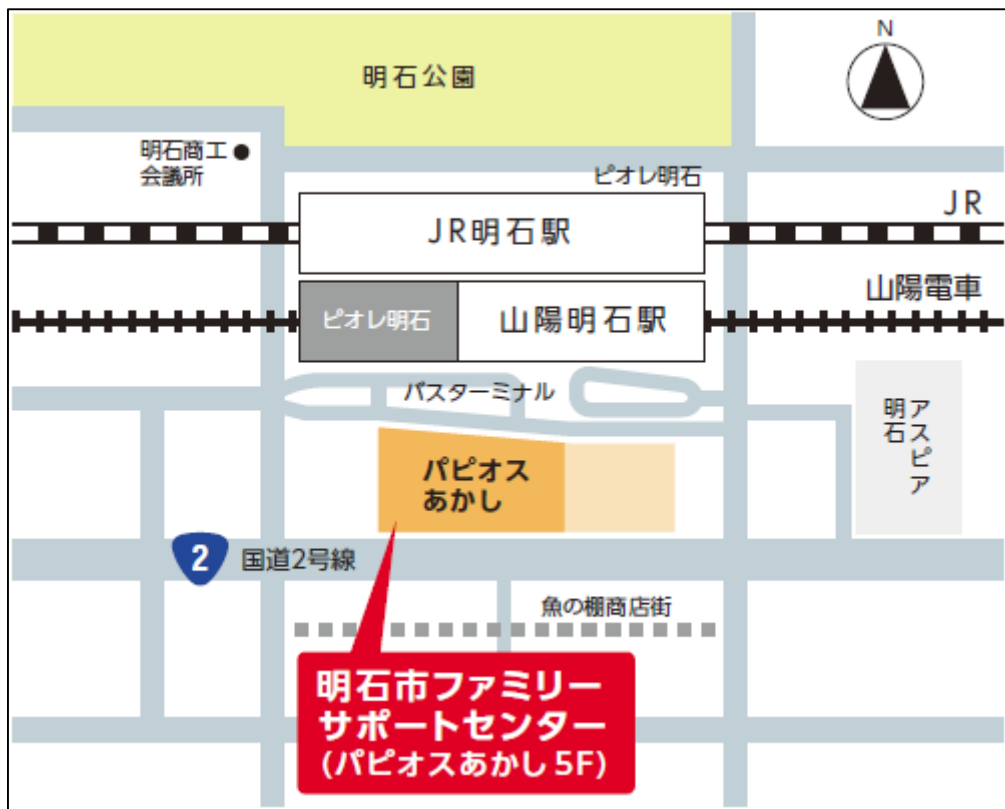 N
明石公園
明石商工
会議所
ピオレ明石
JR
JR明石駅
山陽電車
ピオレ明石
山陽明石駅
バスターミナル
アスピア
明石
パピオス
あかし
2
国道2号線
魚の棚商店街
明石市ファミリー
サポートセンター
(パピオスあかし5F)